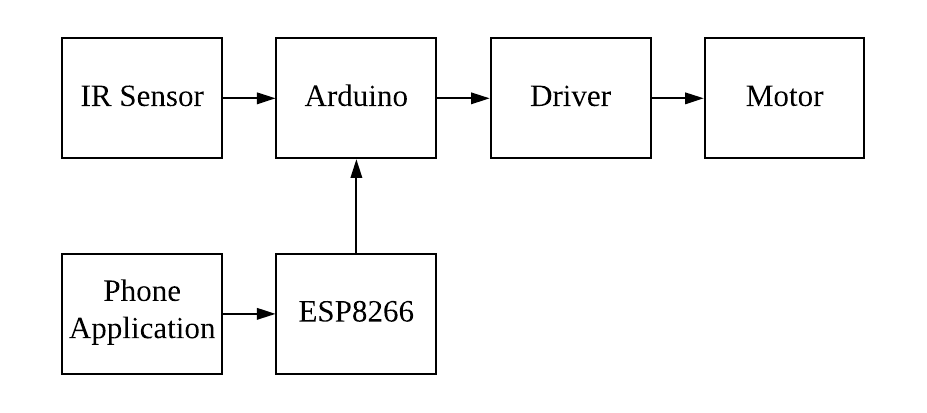 IR Sensor
Arduino
Driver
Motor
Phone
Application
ESP8266